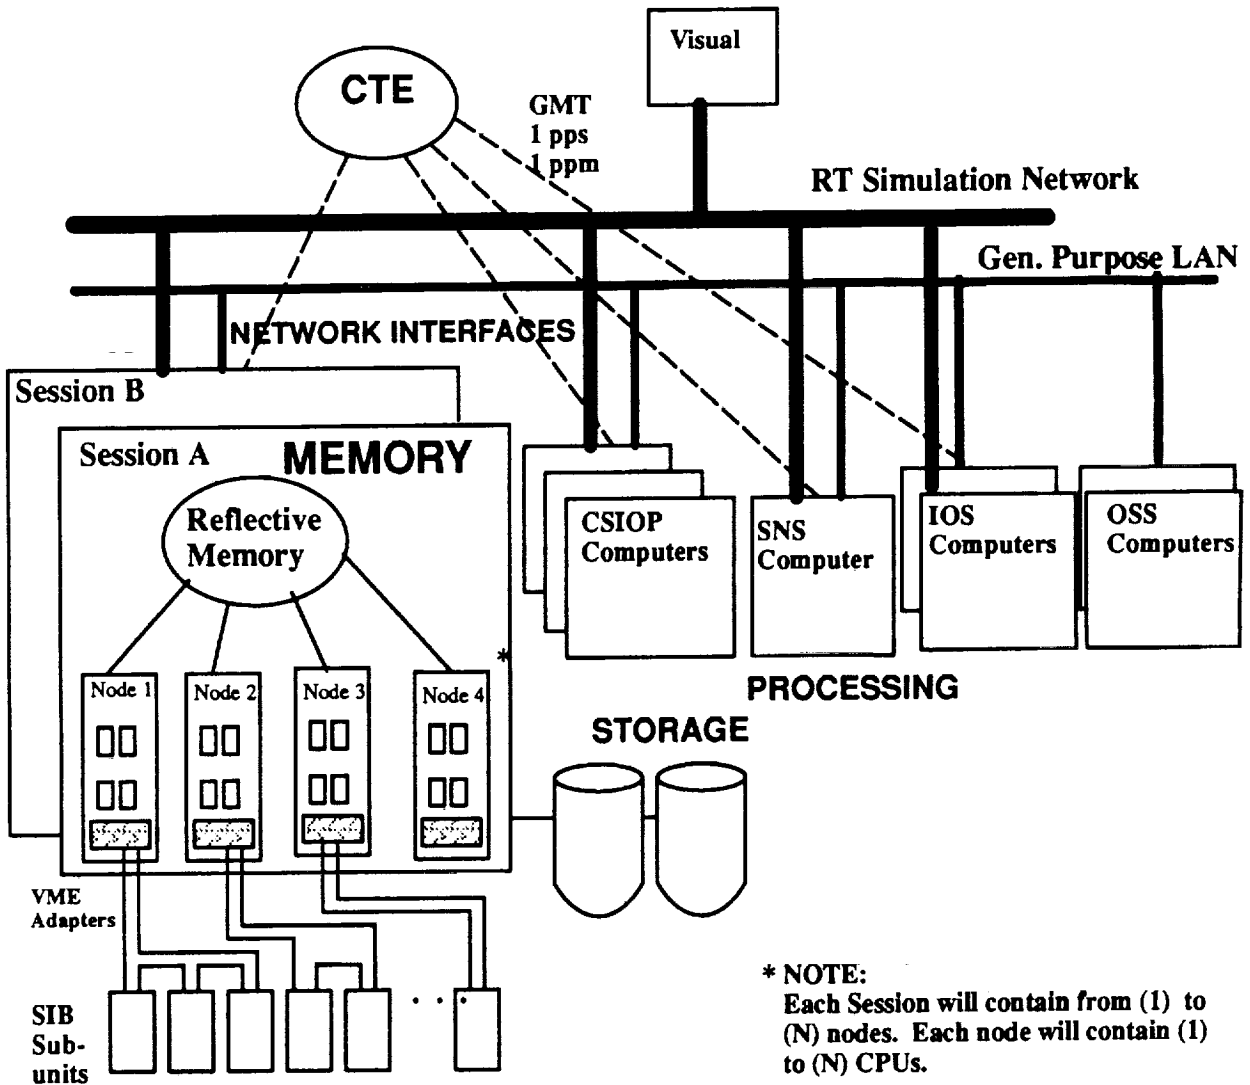 Visual
CTE
GMT
1 pps
1 ppm
RT Simulation Network
Gen. Purpose LAN
NETWORK INTERFACES
Session B
Session A
MEMORY
Reflective
Memory
CSIOP
Computers
SNS
Computer
IOS
Computers
OSS
Computers
*
Node 1
Node 2
Node 3
Node 4
PROCESSING
STORAGE
VME
Adapters
SIB
Sub-
units
. . .
* NOTE:
Each Session will contain from (1) to
(N) nodes. Each node will contain (1)
to (N) CPUs.